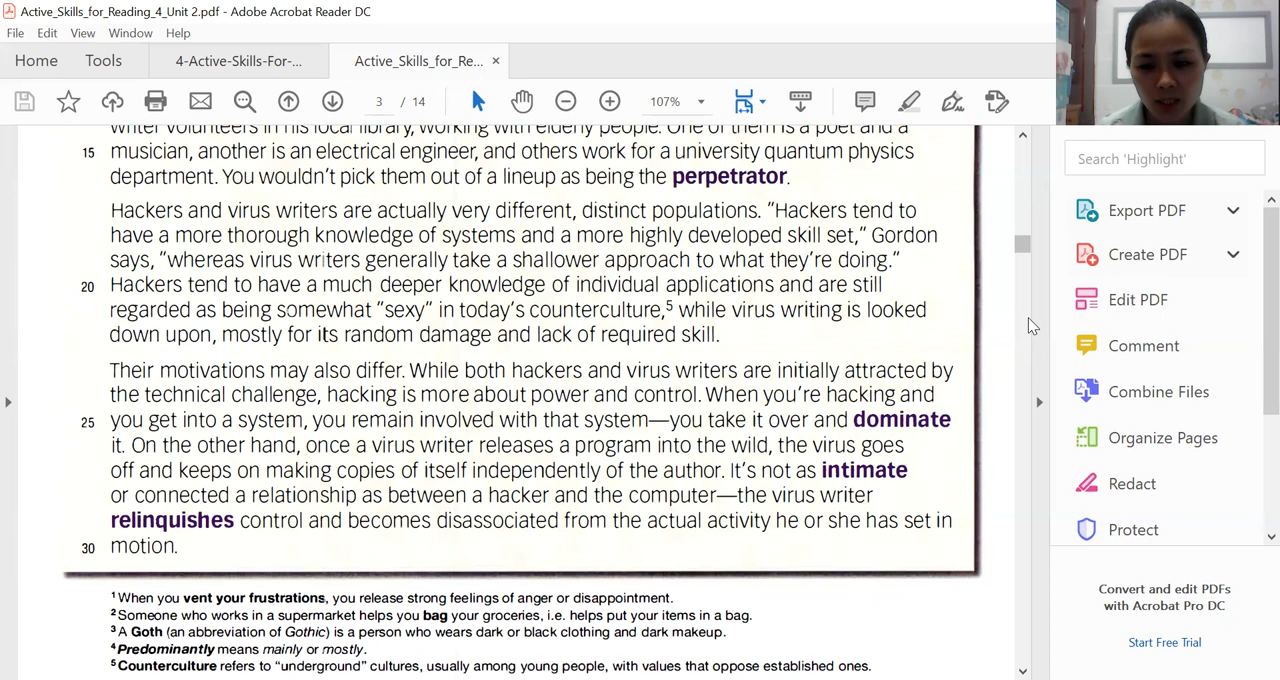 Active_Skills_for_Reading_4_Unit 2.pdf - Adobe Acrobat Reader DC
File Edit View Window Help
Home Tools 4-Active-Skills-For-... Active_Skills_for_Re... ×
3 / 14 107%
writer volunteers in his local library, working with elderly people. One of them is a poet and a
15 musician, another is an electrical engineer, and others work for a university quantum physics
department. You wouldn't pick them out of a lineup as being the perpetrator.
Hackers and virus writers are actually very different, distinct populations. "Hackers tend to
have a more thorough knowledge of systems and a more highly developed skill set," Gordon
says, "whereas virus writers generally take a shallower approach to what they're doing."
20 Hackers tend to have a much deeper knowledge of individual applications and are still
regarded as being somewhat "sexy" in today's counterculture,⁵ while virus writing is looked
down upon, mostly for its random damage and lack of required skill.
Their motivations may also differ. While both hackers and virus writers are initially attracted by
the technical challenge, hacking is more about power and control. When you're hacking and
25 you get into a system, you remain involved with that system—you take it over and dominate
it. On the other hand, once a virus writer releases a program into the wild, the virus goes
off and keeps on making copies of itself independently of the author. It's not as intimate
or connected a relationship as between a hacker and the computer—the virus writer
relinquishes control and becomes disassociated from the actual activity he or she has set in
30 motion.
¹ When you vent your frustrations, you release strong feelings of anger or disappointment.
² Someone who works in a supermarket helps you bag your groceries, i.e. helps put your items in a bag.
³ A Goth (an abbreviation of Gothic) is a person who wears dark or black clothing and dark makeup.
⁴ Predominantly means mainly or mostly.
⁵ Counterculture refers to "underground" cultures, usually among young people, with values that oppose established ones.
Search 'Highlight'
Export PDF
Create PDF
Edit PDF
Comment
Combine Files
Organize Pages
Redact
Protect
Convert and edit PDFs
with Acrobat Pro DC
Start Free Trial